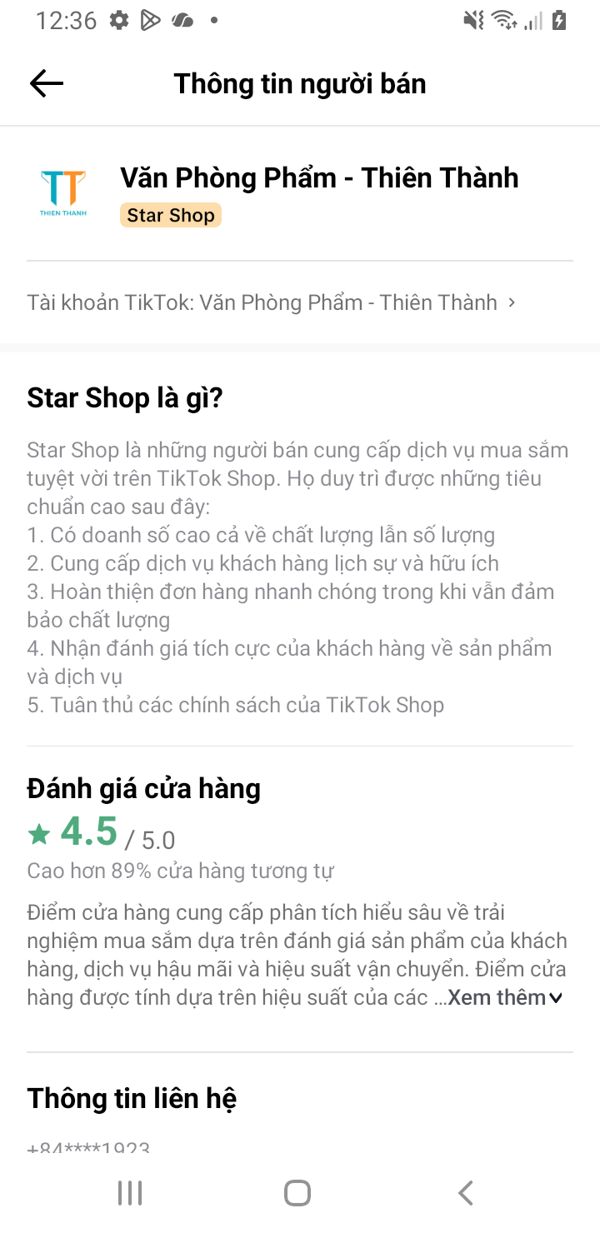 12:36
Thông tin người bán
TT
THIEN THANH
Văn Phòng Phẩm - Thiên Thành
Star Shop
Tài khoản TikTok: Văn Phòng Phẩm - Thiên Thành
Star Shop là gì?
Star Shop là những người bán cung cấp dịch vụ mua sắm
tuyệt vời trên TikTok Shop. Họ duy trì được những tiêu
chuẩn cao sau đây:
1. Có doanh số cao cả về chất lượng lẫn số lượng
2. Cung cấp dịch vụ khách hàng lịch sự và hữu ích
3. Hoàn thiện đơn hàng nhanh chóng trong khi vẫn đảm
bảo chất lượng
4. Nhận đánh giá tích cực của khách hàng về sản phẩm
và dịch vụ
5. Tuân thủ các chính sách của TikTok Shop
Đánh giá cửa hàng
4.5 / 5.0
Cao hơn 89% cửa hàng tương tự
Điểm cửa hàng cung cấp phân tích hiểu sâu về trải
nghiệm mua sắm dựa trên đánh giá sản phẩm của khách
hàng, dịch vụ hậu mãi và hiệu suất vận chuyển. Điểm cửa
hàng được tính dựa trên hiệu suất của các ...Xem thêm
Thông tin liên hệ
+84****1923